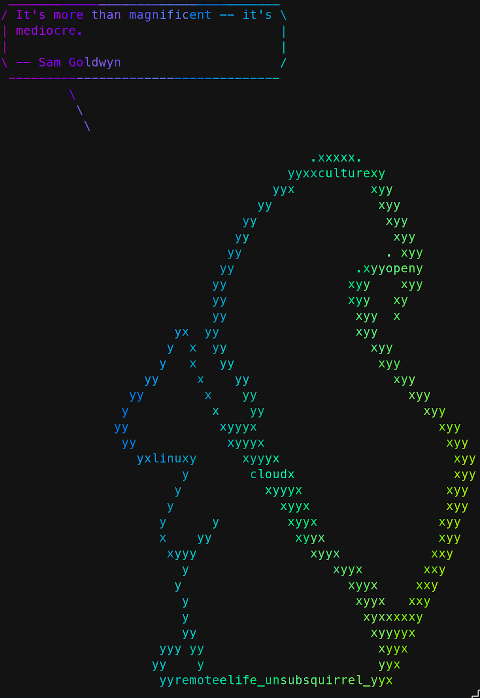 / It's more than magnificent -- it's \
| mediocre. |
| |
\ -- Sam Goldwyn /
\
\
\
.xxxxx.
yyxxculturexy
yyx xyy
yy xyy
yy xyy
yy xyy
yy . xyy
yy .xyyopeny
yy xyy xyy
yy xyy xy
yy xyy x
yx yy xyy
y x yy xyy
y x yy xyy
yy x yy xyy
yy x yy xyy
y x yy xyy
yy xyyyx xyy
yy xyyyx xyy
yxlinuxy xyyyx xyy
y cloudx xyy
y xyyyx xyy
y xyyx xyy
y y xyyx xyy
x yy xyyx xyy
xyyy xyyx xxy
y xyyx xxy
y xyyx xxy
y xyyx xxy
y xyxxxxxy
yy xyyyyx
yyy yy xyyx
yy y yyx
yyremoteelife_unsubsquirrel_yyx